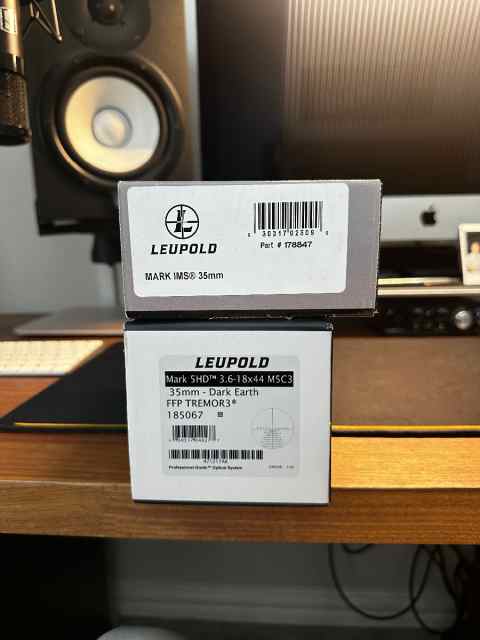 LEUPOLD
Part # 178847
MARK IMS® 35mm
LEUPOLD
Mark 5HD™ 3.6-18x44 M5C3
35mm - Dark Earth
FFP TREMOR3®
185067
Professional Grade™ Optical System